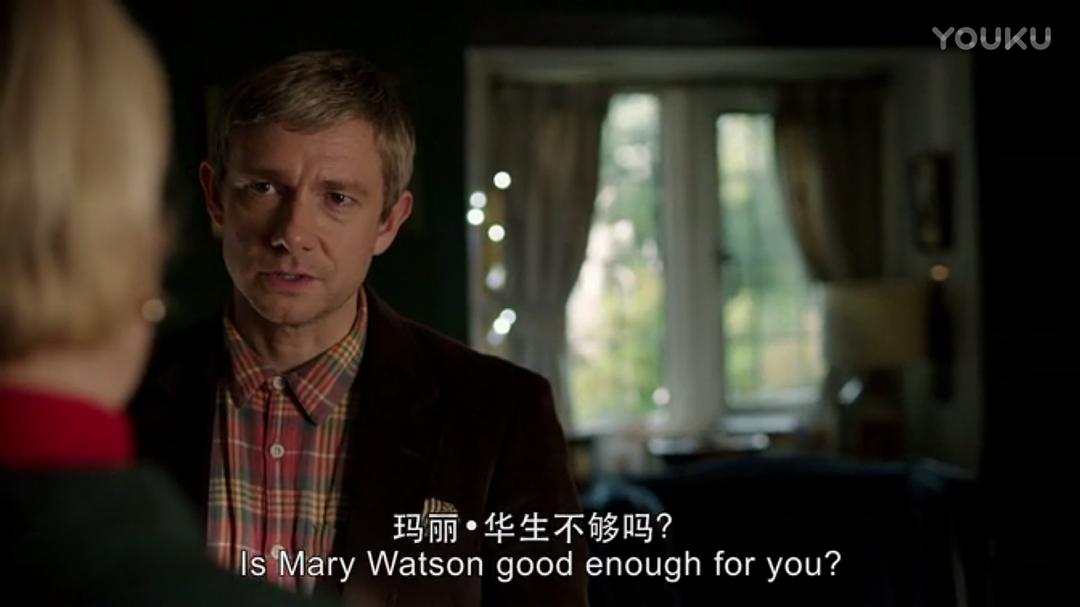 YOUKU
玛丽•华生不够吗?
Is Mary Watson good enough for you?